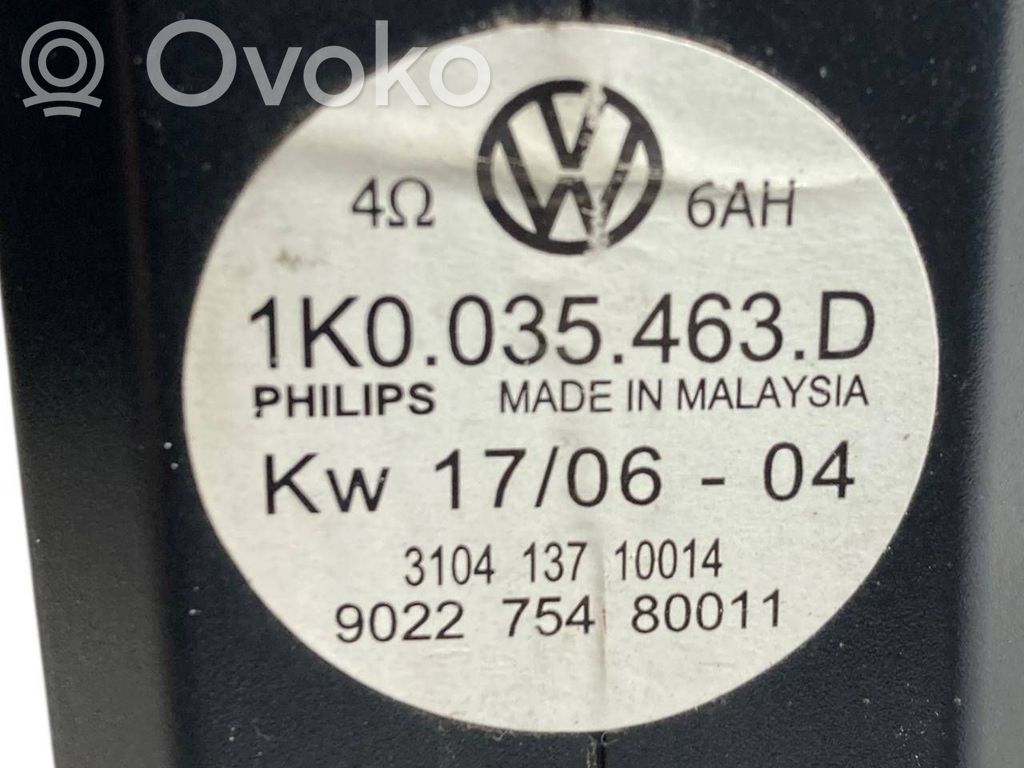 Ovoko
4Ω VW 6AH
1K0.035.463.D
PHILIPS MADE IN MALAYSIA
Kw 17/06 - 04
3104 137 10014
9022 754 80011